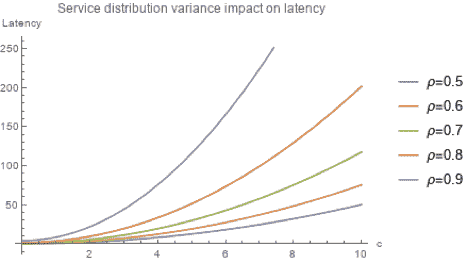 Service distribution variance impact on latency
Latency
250
200
150
100
50
2 4 6 8 10
c
ρ=0.5
ρ=0.6
ρ=0.7
ρ=0.8
ρ=0.9